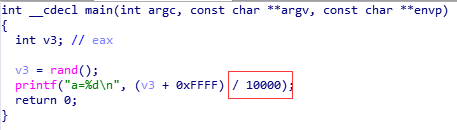 int __cdecl main(int argc, const char **argv, const char **envp)
{
int v3; // eax
v3 = rand();
printf("a=%d\n", (v3 + 0xFFFF) / 10000);
return 0;
}